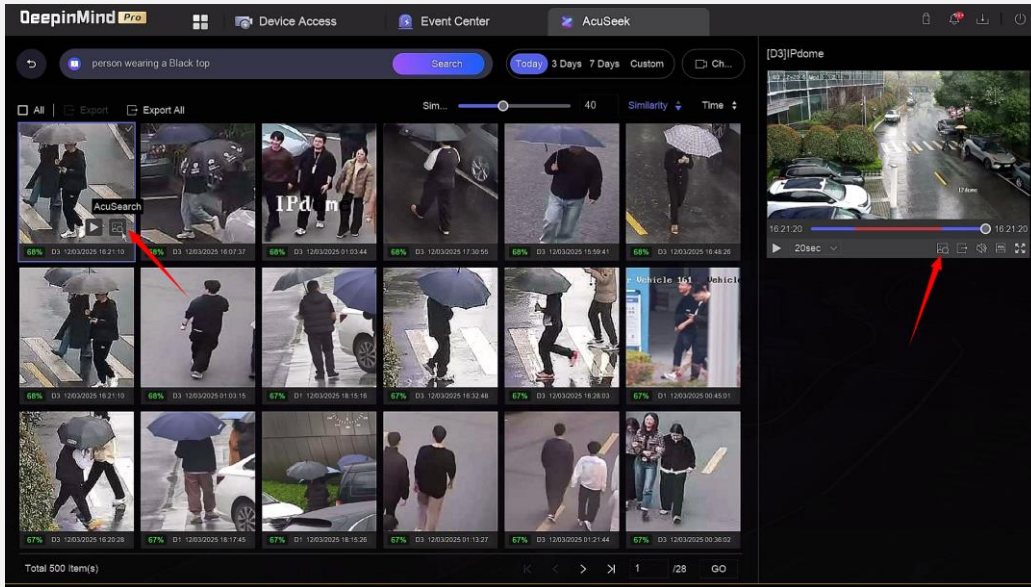 DeepinMind Pro
Device Access
Event Center
AcuSeek
person wearing a Black top
Search
Today 3 Days 7 Days Custom
Ch...
[D3]IPdome
All
Export
Export All
Sim...
40
Similarity
Time
AcuSearch
IPdome
68% D3 12/03/2025 16:21:10
68% D3 12/03/2025 16:07:37
68% D3 12/03/2025 01:03:44
68% D3 12/03/2025 17:30:55
68% D3 12/03/2025 15:59:41
68% D3 12/03/2025 16:48:26
16:21:20
16:21:20
20sec
Vehicle 161 Vehicle
68% D3 12/03/2025 16:21:10
68% D3 12/03/2025 01:03:15
67% D1 12/03/2025 18:15:16
67% D3 12/03/2025 16:32:48
67% D3 12/03/2025 16:28:03
67% D1 12/03/2025 00:45:01
67% D3 12/03/2025 16:20:28
67% D1 12/03/2025 18:17:45
67% D1 12/03/2025 18:15:26
67% D3 12/03/2025 01:13:27
67% D3 12/03/2025 01:21:44
67% D3 12/03/2025 00:36:02
Total 500 Item(s)
1 /28 GO